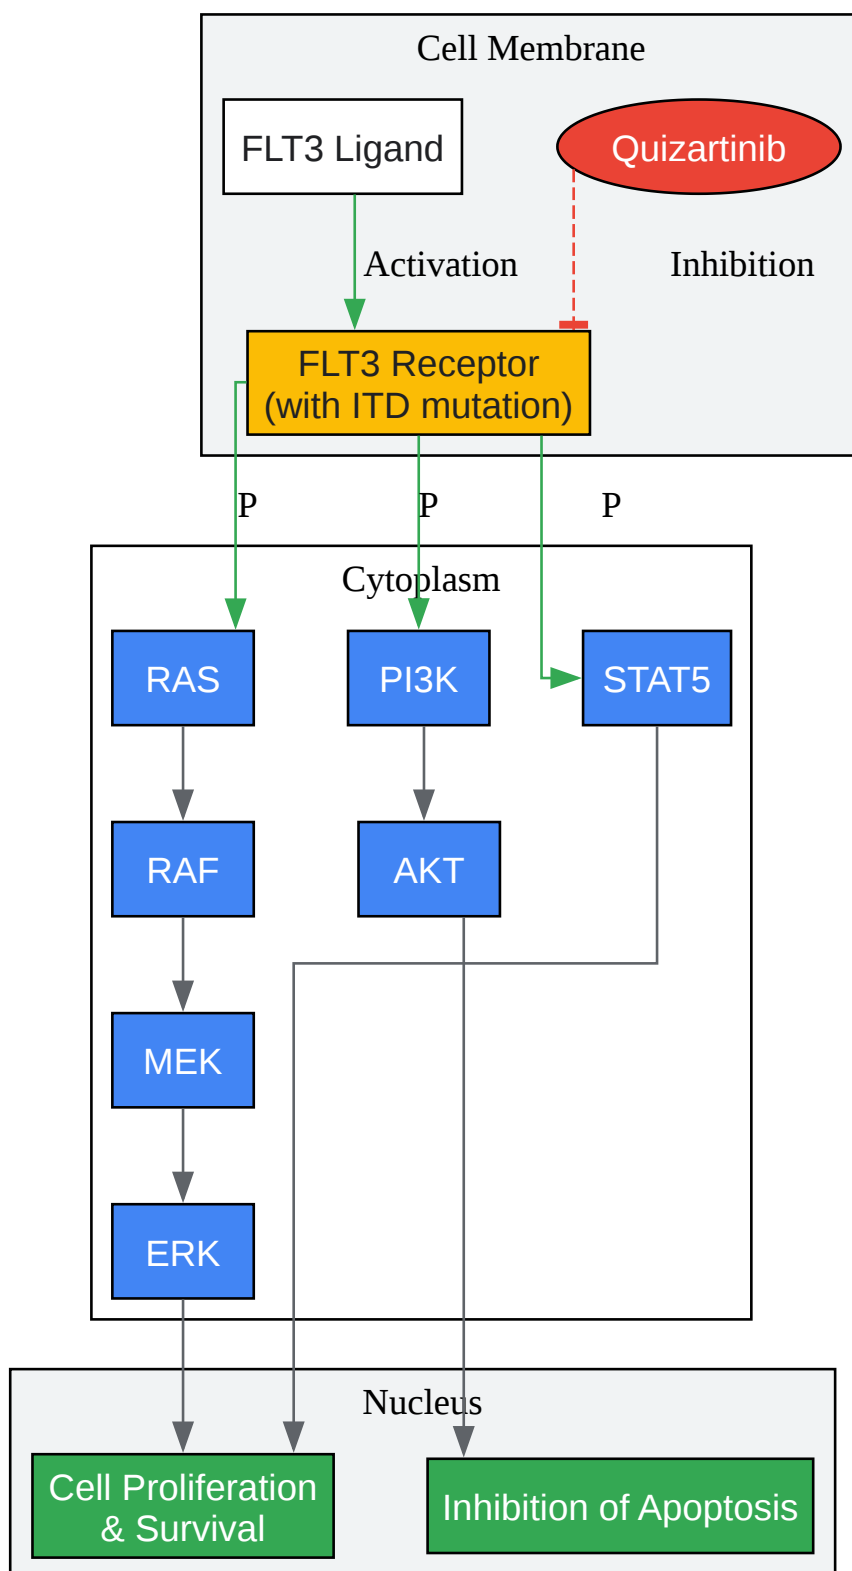 Cell Membrane
FLT3 Ligand
Quizartinib
Activation
Inhibition
FLT3 Receptor
(with ITD mutation)
P
P
P
Cytoplasm
RAS
PI3K
STAT5
RAF
AKT
MEK
ERK
Nucleus
Cell Proliferation
& Survival
Inhibition of Apoptosis